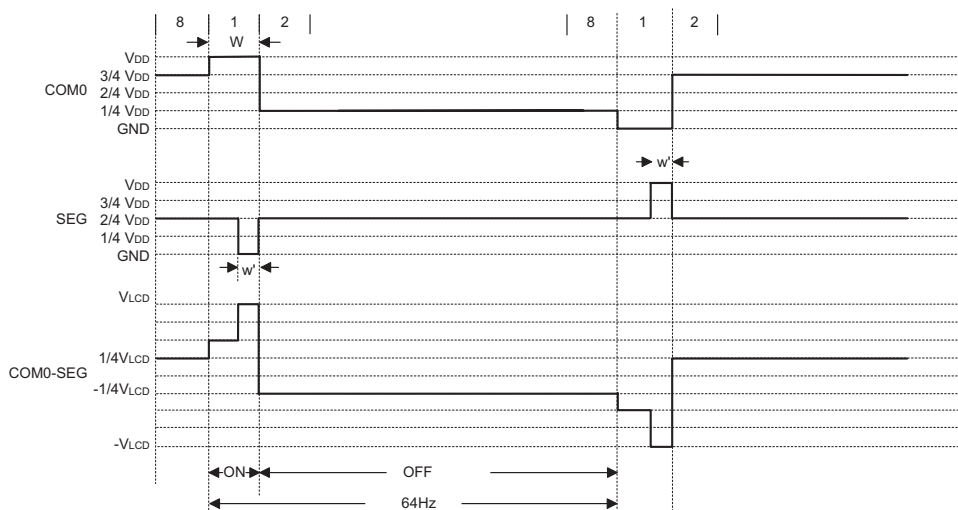 8 1 2 8 1 2
W
VDD
3/4 VDD
COM0
2/4 VDD
1/4 VDD
GND
w'
VDD
3/4 VDD
SEG
2/4 VDD
1/4 VDD
GND
w'
VLCD
1/4VLCD
COM0-SEG
-1/4VLCD
-VLCD
ON OFF
64Hz